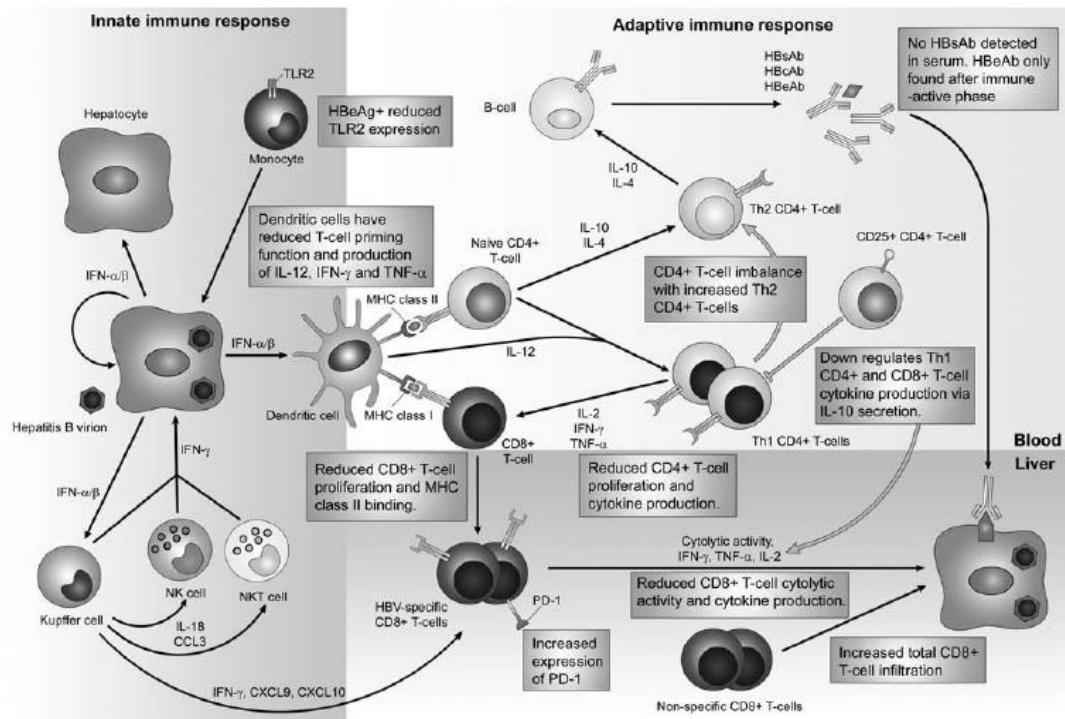 Innate immune response
Adaptive immune response
TLR2
HBeAg+ reduced
TLR2 expression
Hepatocyte
Monocyte
B-cell
HBsAb
HBcAb
HBeAb
No HBsAb detected
in serum. HBeAb only
found after immune
-active phase
IL-10
IL-4
Th2 CD4+ T-cell
Dendritic cells have
reduced T-cell priming
function and production
of IL-12, IFN-γ and TNF-α
Naive CD4+
T-cell
IL-10
IL-4
CD25+ CD4+ T-cell
CD4+ T-cell imbalance
with increased Th2
CD4+ T-cells
IFN-α/β
MHC class II
IFN-α/β
IL-12
Down regulates Th1
CD4+ and CD8+ T-cell
cytokine production via
IL-10 secretion.
Dendritic cell
MHC class I
Hepatitis B virion
CD8+
T-cell
IL-2
IFN-γ
TNF-α
Th1 CD4+ T-cells
Blood
Liver
IFN-γ
IFN-α/β
Reduced CD8+ T-cell
proliferation and MHC
class II binding.
Reduced CD4+ T-cell
proliferation and
cytokine production.
Cytolytic activity,
IFN-γ, TNF-α, IL-2
Kupffer cell
NK cell
NKT cell
IL-18
CCL3
HBV-specific
CD8+ T-cells
PD-1
Reduced CD8+ T-cell cytolytic
activity and cytokine production.
Increased
expression
of PD-1
Increased total CD8+
T-cell infiltration
IFN-γ, CXCL9, CXCL10
Non-specific CD8+ T-cells